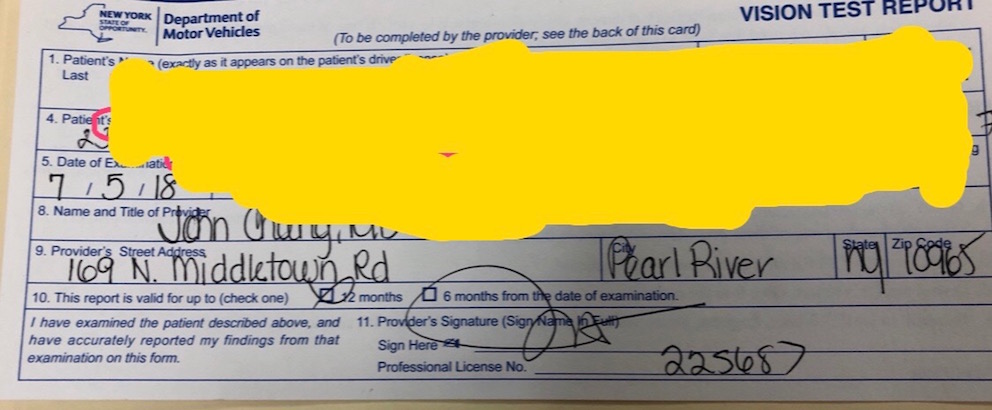 NEW YORK
STATE OF
OPPORTUNITY.
Department of
Motor Vehicles
VISION TEST REPORT
(To be completed by the provider; see the back of this card)
1. Patient's (exactly as it appears on the patient's
Last
4. Patient's
5. Date of
7 / 5 / 18
8. Name and Title of Provider
John
9. Provider's Street Address
169 N. Middletown Rd
City
Pearl River
State
ny
Zip Code
10965
10. This report is valid for up to (check one) 12 months 6 months from the date of examination.
I have examined the patient described above, and
have accurately reported my findings from that
examination on this form.
11. Provider's Signature (Sign Name In Full)
Sign Here
Professional License No. 225687